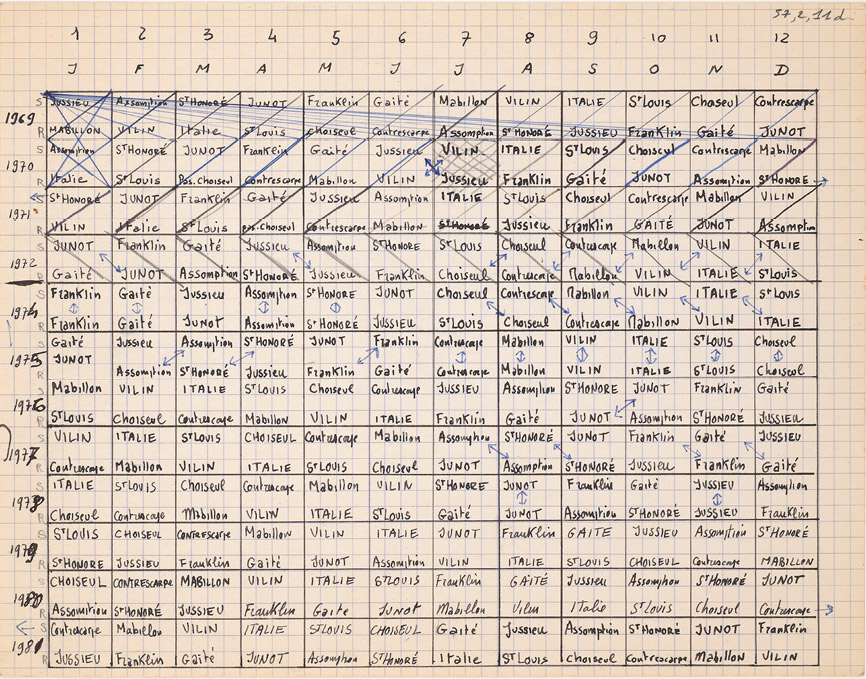 57,2,11d
1 2 3 4 5 6 7 8 9 10 11 12
J F M A M J J A S O N D
1969
S JUSSIEU Assomption St HONORÉ JUNOT Franklin Gaité Mabillon VILIN ITALIE St LOUIS Choiseul Contrescarpe
R MABILLON VILIN Italie St Louis choiseul Contrescarpe Assomption St HONORÉ JUSSIEU FRANKlin Gaité JUNOT
1970
S Assomption St HONORÉ JUNOT Franklin Gaité Jussieu VILIN ITALIE St LOUIS Choiseul Contrescarpe Mabillon
R Italie St Louis Pas. Choiseul Contrescarpe Mabillon VILIN Jussieu Franklin Gaité JUNOT Assomption St HONORE
1971
S St HONORÉ JUNOT Franklin Gaité Jussieu Assomption ITALIE St LOUIS Choiseul Contrescarpe Mabillon VILIN
R VILIN Italie St Louis pas. Choiseul Contrescarpe Mabillon St HONORÉ Jussieu Franklin GAITÉ JUNOT Assomption
1972
S JUNOT Franklin Gaité Jussieu Assomption St HONORE St LOUIS Choiseul Contrescarpe Mabillon VILIN ITALIE
R Gaité JUNOT Assomption St HONORÉ Jussieu Franklin Choiseul Contrescarpe Mabillon VILIN ITALIE St LOUIS
1974
S Franklin Gaité Jussieu Assomption St HONORE JUNOT Choiseul Contrescarpe Mabillon VILIN ITALIE St LOUIS
R Franklin Gaité JUNOT Assomption St HONORÉ JUSSIEU St LOUIS Choiseul Contrescarpe Mabillon VILIN ITALIE
1975
S Gaité Jussieu Assomption St HONORÉ JUNOT Franklin Contrescarpe Mabillon VILIN ITALIE St LOUIS Choiseul
R JUNOT Assomption St HONORÉ Jussieu Franklin Gaité Contrescarpe Mabillon VILIN ITALIE St LOUIS Choiseul
1976
S Mabillon VILIN ITALIE St LOUIS Choiseul Contrescarpe JUSSIEU Assomption St HONORE JUNOT Franklin Gaité
R St LOUIS Choiseul Contrescarpe Mabillon VILIN ITALIE Franklin Gaité JUNOT Assomption St HONORÉ JUSSIEU
1977
S VILIN ITALIE St LOUIS CHOISEUL Contrescarpe Mabillon Assomption St HONORÉ JUNOT Franklin Gaité JUSSIEU
R Contrescarpe Mabillon VILIN ITALIE St LOUIS Choiseul JUNOT Assomption St HONORÉ JUSSIEU Franklin Gaité
1978
S ITALIE St LOUIS Choiseul Contrescarpe Mabillon VILIN St HONORE JUNOT Franklin Gaité JUSSIEU Assomption
R Choiseul Contrescarpe Mabillon VILIN ITALIE St LOUIS Gaité JUNOT Assomption St HONORÉ JUSSIEU Franklin
1979
S St LOUIS CHOISEUL CONTRESCARPE Mabillon VILIN ITALIE JUNOT Franklin GAITE JUSSIEU Assomption St HONORÉ
R St HONORE JUSSIEU Franklin Gaité JUNOT Assomption VILIN ITALIE St LOUIS CHOISEUL Contrescarpe MABILLON
1980
S CHOISEUL CONTRESCARPE MABILLON VILIN ITALIE St LOUIS Franklin GAITÉ Jussieu Assomption St HONORÉ JUNOT
R Assomption St HONORÉ JUSSIEU Franklin Gaite JUNOT Mabillon Vilin Italie St Louis Choiseul Contrescarpe
1981
S Contrescarpe Mabillon VILIN ITALIE St LOUIS CHOISEUL Gaité Jussieu Assomption St HONORÉ JUNOT Franklin
R JUSSIEU Franklin Gaité JUNOT Assomption St HONORÉ Italie St LOUIS Choiseul Contrescarpe Mabillon VILIN